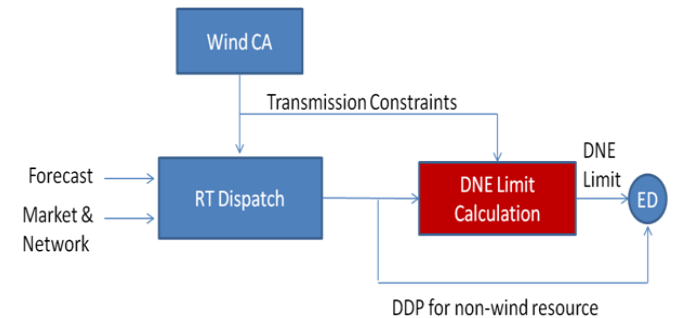 Wind CA
Transmission Constraints
Forecast
Market &
Network
RT Dispatch
DNE Limit
Calculation
DNE
Limit
ED
DDP for non-wind resource